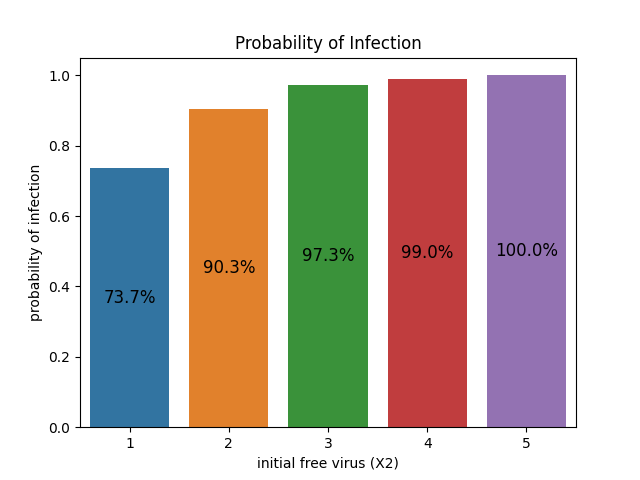 Probability of Infection
probability of infection
1.0
0.8
0.6
0.4
0.2
0.0
73.7%
90.3%
97.3%
99.0%
100.0%
1 2 3 4 5
initial free virus (X2)